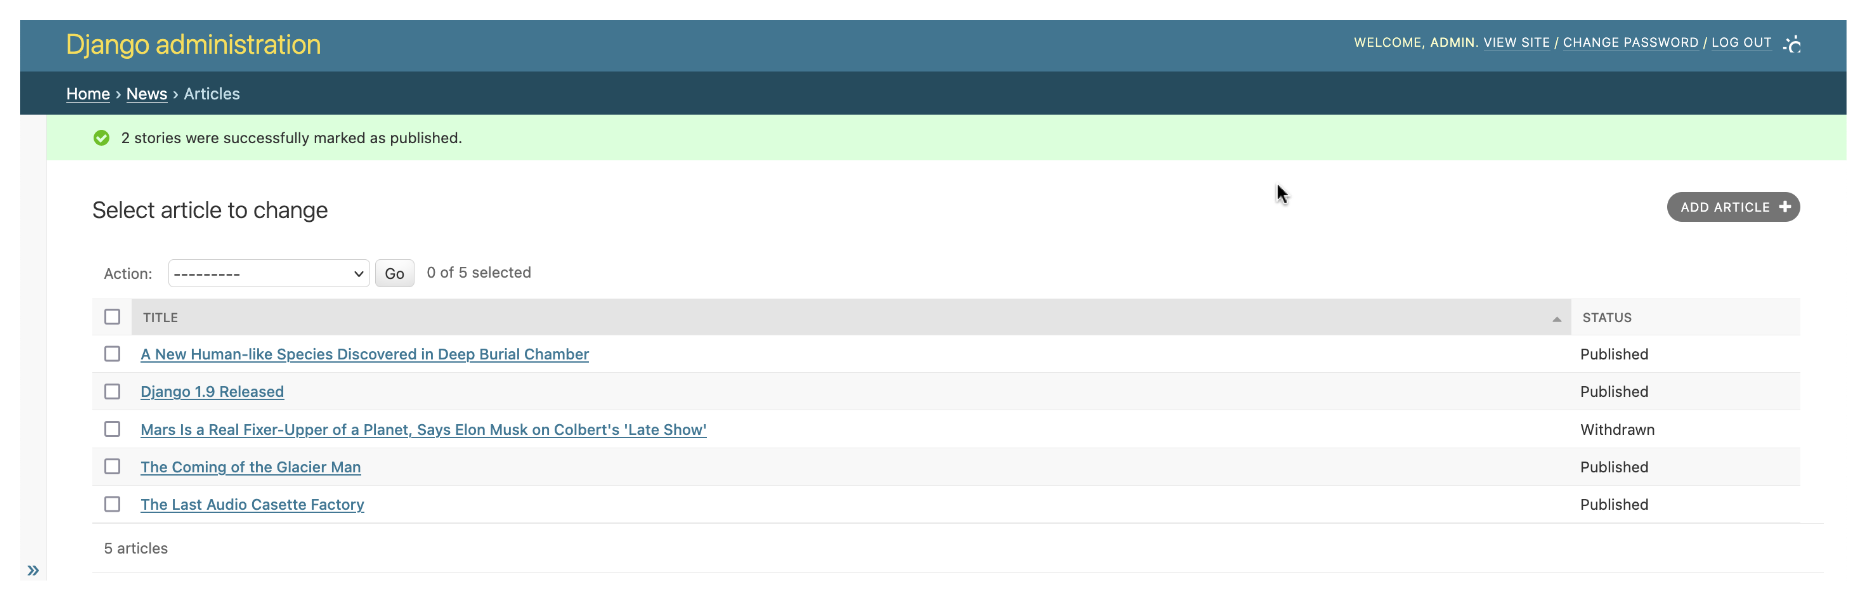 Django administration
WELCOME, ADMIN. VIEW SITE / CHANGE PASSWORD / LOG OUT
Home › News › Articles
2 stories were successfully marked as published.
Select article to change
ADD ARTICLE +
Action: --------- Go 0 of 5 selected
TITLE STATUS
A New Human-like Species Discovered in Deep Burial Chamber Published
Django 1.9 Released Published
Mars Is a Real Fixer-Upper of a Planet, Says Elon Musk on Colbert's 'Late Show' Withdrawn
The Coming of the Glacier Man Published
The Last Audio Casette Factory Published
5 articles
»